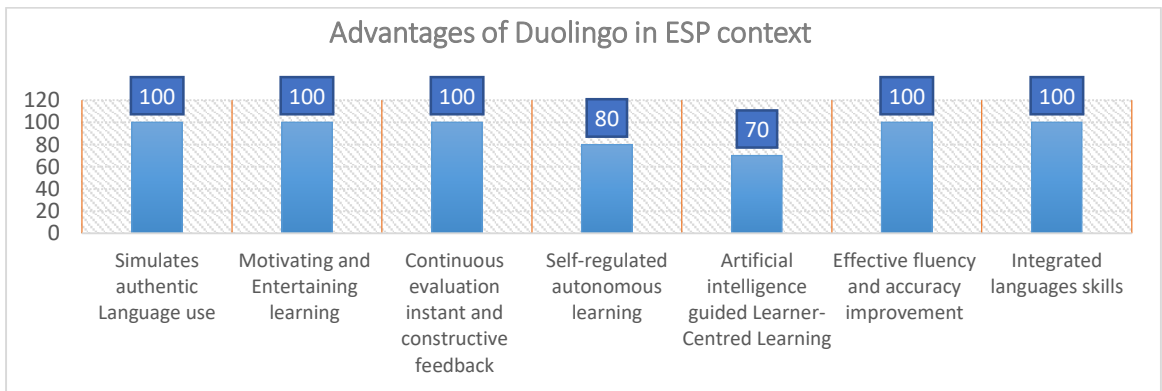 Advantages of Duolingo in ESP context
100
100
100
80
70
100
100
120
100
80
60
40
20
0
Simulates
authentic
Language use
Motivating and
Entertaining
learning
Continuous
evaluation
instant and
constructive
feedback
Self-regulated
autonomous
learning
Artificial
intelligence
guided Learner-
Centred Learning
Effective fluency
and accuracy
improvement
Integrated
languages skills